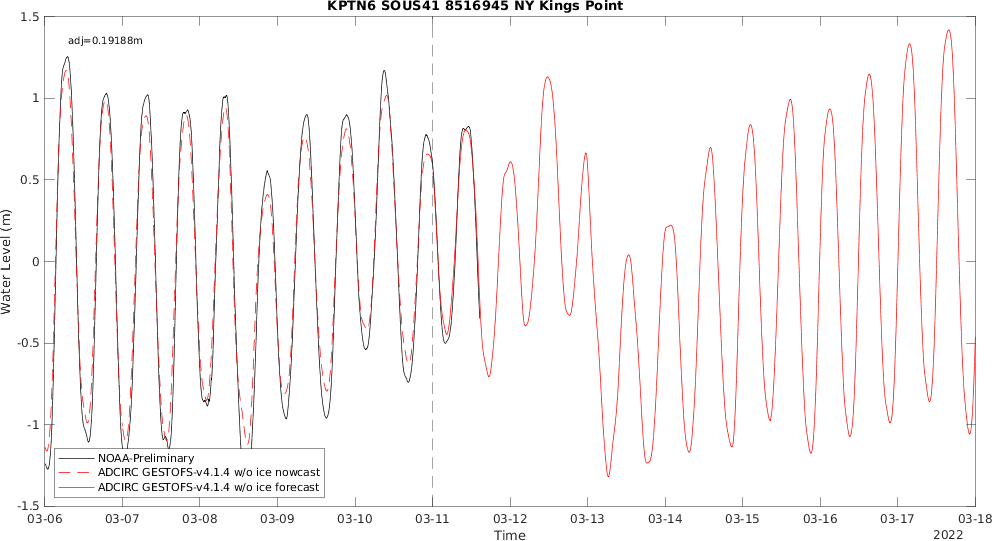 KPTN6 SOUS41 8516945 NY Kings Point
adj=0.19188m
1.5
1
0.5
0
-0.5
-1
-1.5
Water Level (m)
NOAA-Preliminary
ADCIRC GESTOFS-v4.1.4 w/o ice nowcast
ADCIRC GESTOFS-v4.1.4 w/o ice forecast
03-06 03-07 03-08 03-09 03-10 03-11 03-12 03-13 03-14 03-15 03-16 03-17 03-18
Time
2022